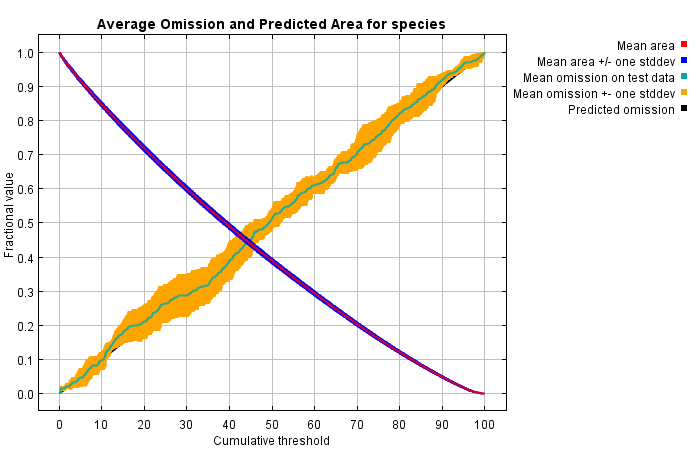 Average Omission and Predicted Area for species
Mean area
Mean area +/- one stddev
Mean omission on test data
Mean omission +- one stddev
Predicted omission
Fractional value
1.0
0.9
0.8
0.7
0.6
0.5
0.4
0.3
0.2
0.1
0.0
0 10 20 30 40 50 60 70 80 90 100
Cumulative threshold